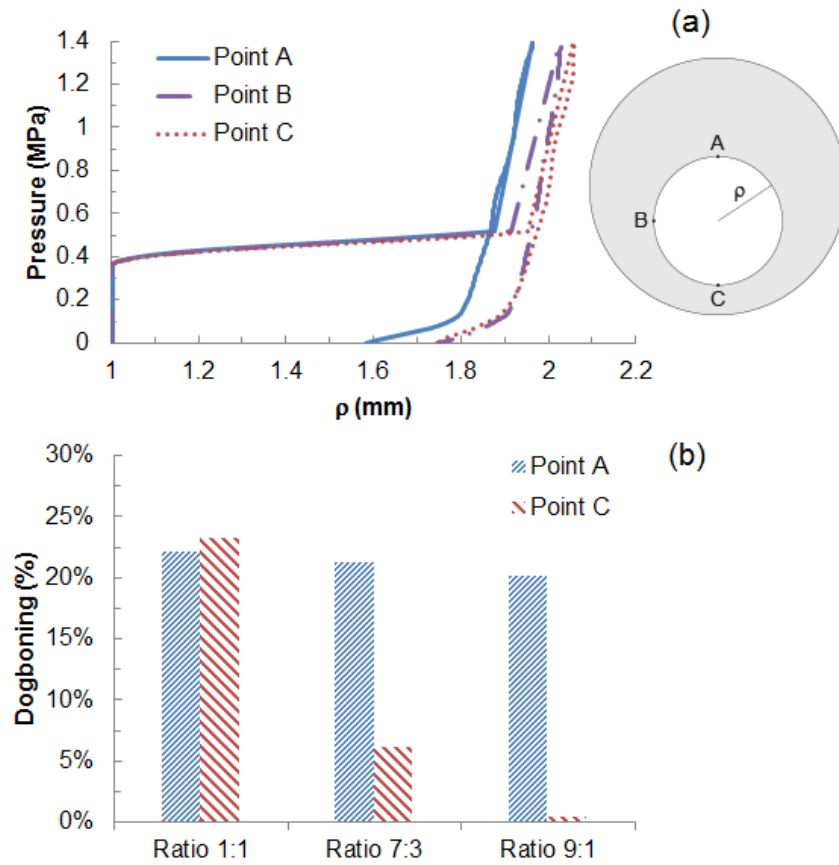 (a)
1.4
1.2
1
0.8
0.6
0.4
0.2
0
Pressure (MPa)
Point A
Point B
Point C
1
1.2
1.4
1.6
1.8
2
2.2
ρ (mm)
A
B
ρ
C
(b)
30%
25%
20%
15%
10%
5%
0%
Dogboning (%)
Point A
Point C
Ratio 1:1
Ratio 7:3
Ratio 9:1